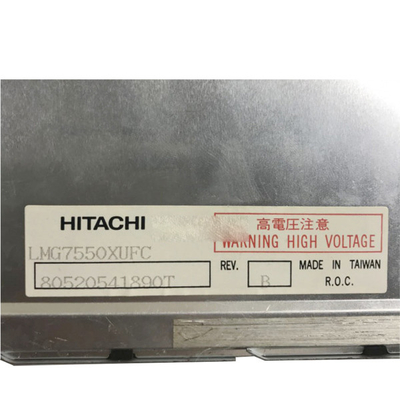 HITACHI
高電圧注意
WARNING HIGH VOLTAGE
LMG7550XUFC
80520541890T
REV. B
MADE IN TAIWAN
R.O.C.